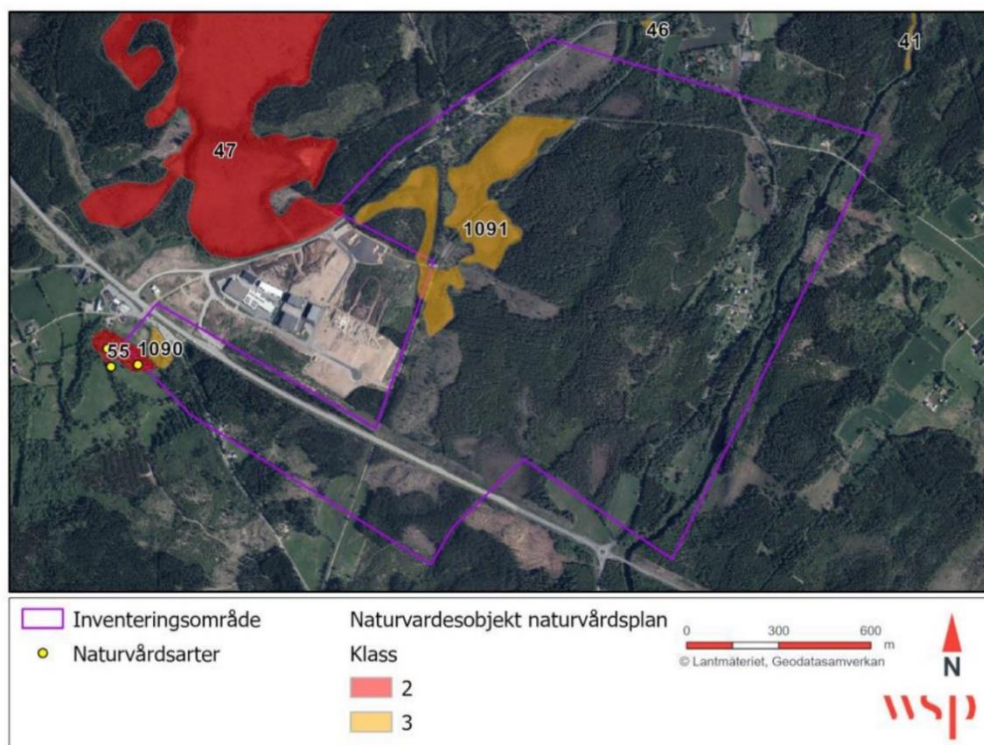 46
41
47
1091
55 1090
Inventeringsområde
Naturvårdsarter
Naturvardesobjekt naturvårdsplan
Klass
2
3
0 300 600 m
© Lantmäteriet, Geodatasamverkan
N
wsp